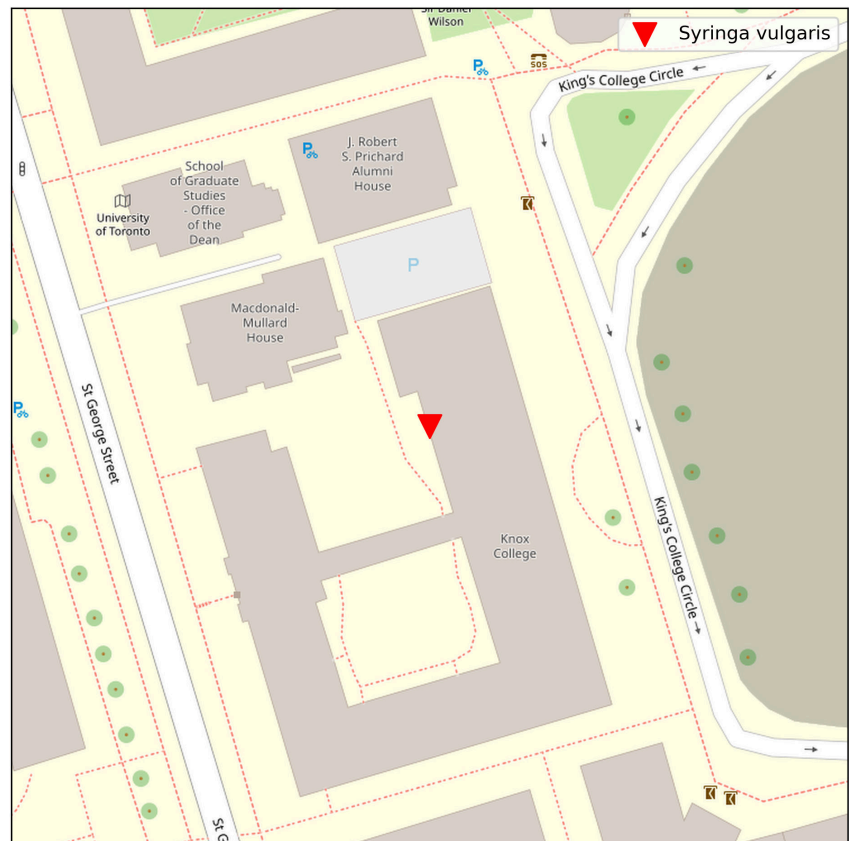 Sir Daniel
Wilson
Syringa vulgaris
SOS
King's College Circle
J. Robert
S. Prichard
Alumni
House
School
of Graduate
Studies
- Office
of the
Dean
University
of Toronto
P
Macdonald-
Mullard
House
St George Street
Knox
College
King's College Circle
St G